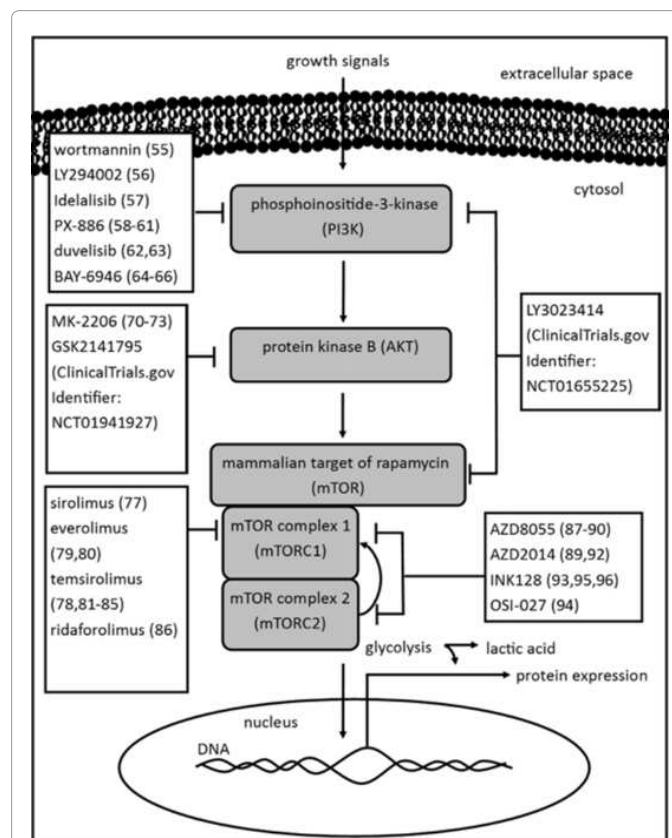 growth signals
extracellular space
wortmannin (55)
LY294002 (56)
Idelalisib (57)
PX-886 (58-61)
duvelisib (62,63)
BAY-6946 (64-66)
cytosol
phosphoinositide-3-kinase
(PI3K)
MK-2206 (70-73)
GSK2141795
(ClinicalTrials.gov
Identifier:
NCT01941927)
protein kinase B (AKT)
LY3023414
(ClinicalTrials.gov
Identifier:
NCT01655225)
mammalian target of rapamycin
(mTOR)
sirolimus (77)
everolimus
(79,80)
temsirolimus
(78,81-85)
ridaforolimus (86)
mTOR complex 1
(mTORC1)
mTOR complex 2
(mTORC2)
AZD8055 (87-90)
AZD2014 (89,92)
INK128 (93,95,96)
OSI-027 (94)
glycolysis
lactic acid
protein expression
nucleus
DNA